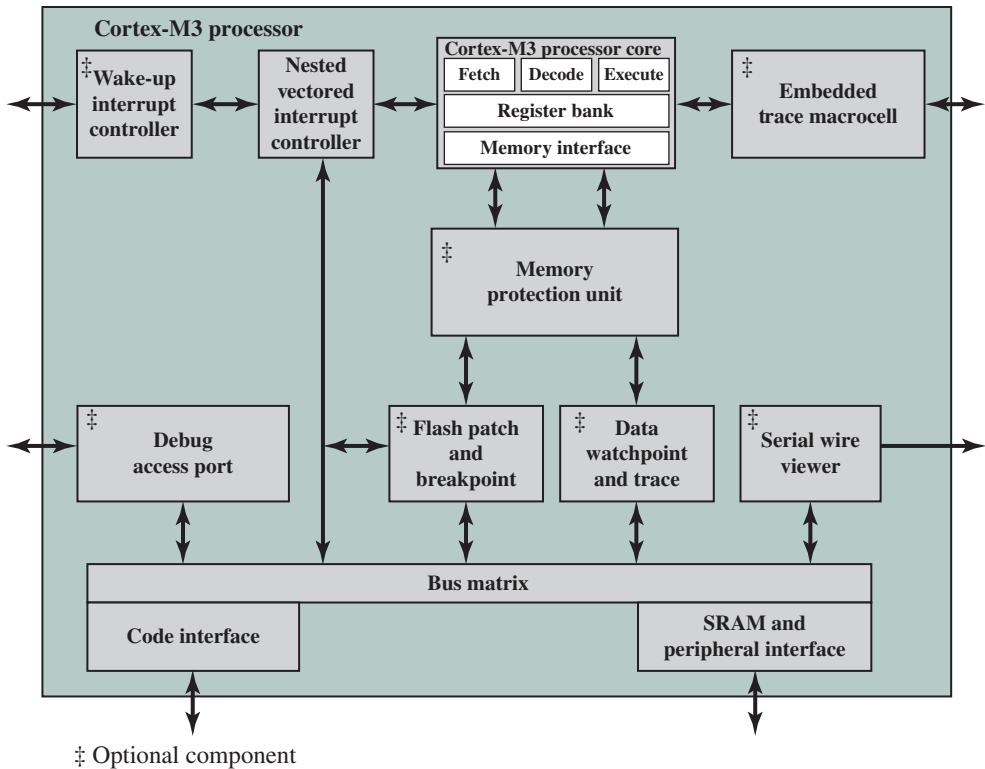 Cortex-M3 processor
‡ Wake-up
interrupt
controller
Nested
vectored
interrupt
controller
Cortex-M3 processor core
Fetch
Decode
Execute
Register bank
Memory interface
‡
Embedded
trace macrocell
‡
Memory
protection unit
‡
Debug
access port
‡ Flash patch
and
breakpoint
‡ Data
watchpoint
and trace
‡ Serial wire
viewer
Bus matrix
Code interface
SRAM and
peripheral interface
‡ Optional component